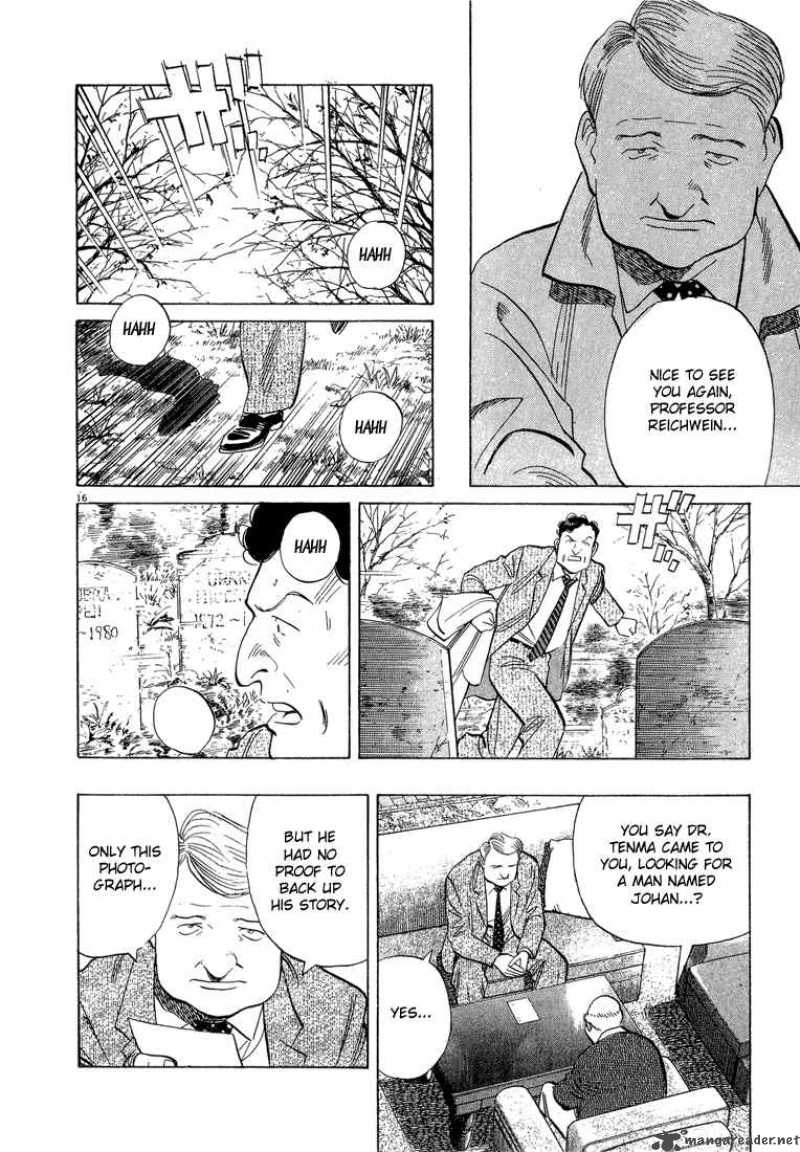 NICE TO SEE
YOU AGAIN,
PROFESSOR
REICHWEIN...
ザ
HAHH
HAHH
HAHH
16
ザ
HAHH
1872
1980
YOU SAY DR.
TENMA CAME TO
YOU, LOOKING FOR
A MAN NAMED
JOHAN...?
YES...
BUT HE
HAD NO
PROOF TO
BACK UP
HIS STORY.
ONLY THIS
PHOTO-
GRAPH...
mangareader.net